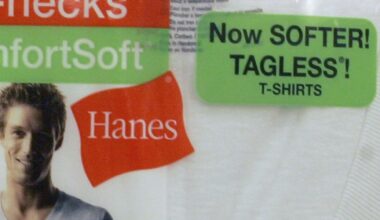 -necks
nfortSoft
Hanes
Now SOFTER!
TAGLESS®!
T-SHIRTS